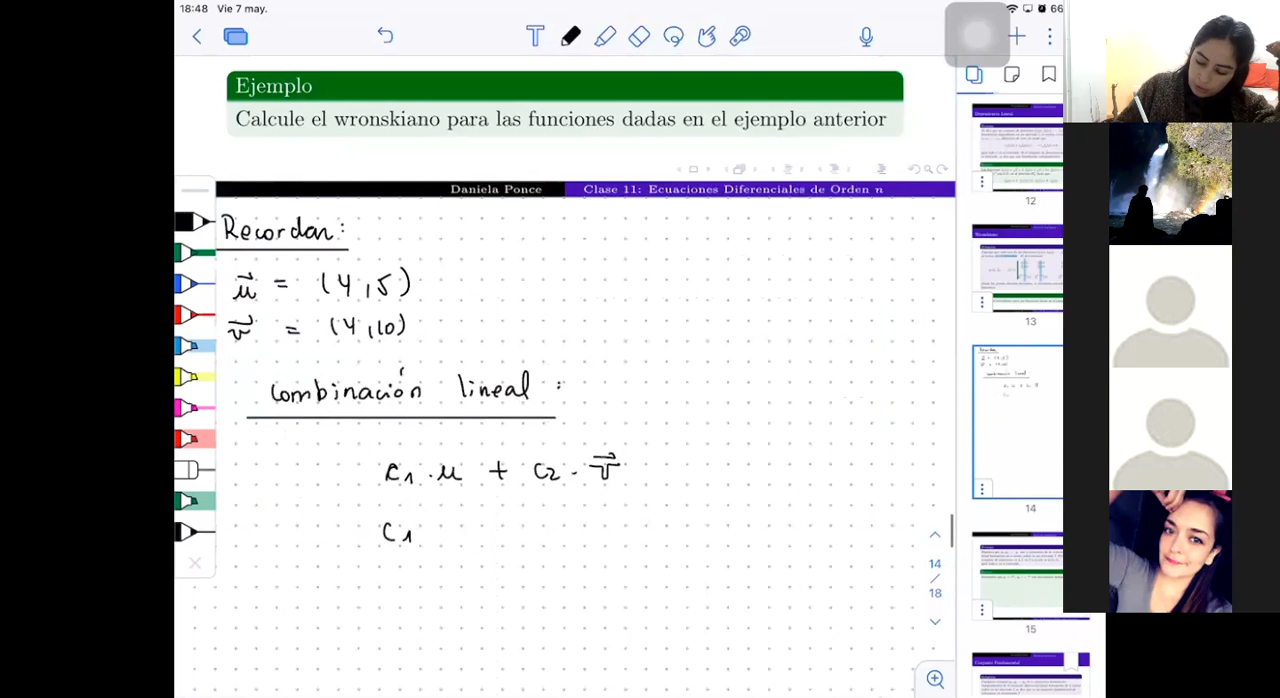 18:48 Vie 7 may.
66
Ejemplo
Calcule el wronskiano para las funciones dadas en el ejemplo anterior
Daniela Ponce
Clase 11: Ecuaciones Diferenciales de Orden n
Recordar:
u⃗ = (4,5)
v⃗ = (4,10)
combinación lineal :
c₁ · u + c₂ · v⃗
c₁
12
13
14
15
14
/
18